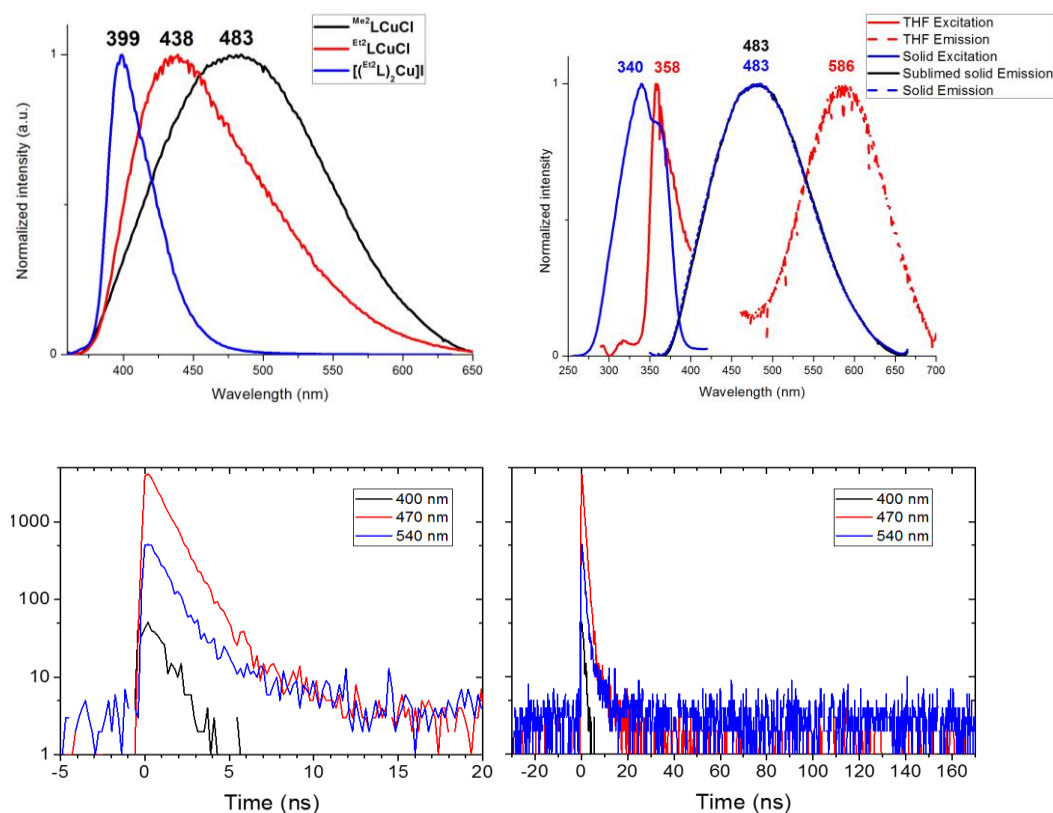 399 438 483
ᴹᵉ²LCuCl
ᴱᵗ²LCuCl
[(ᴱᵗ²L)₂Cu]I
1
0
Normalized intensity (a.u.)
400 450 500 550 600 650
Wavelength (nm)
THF Excitation
THF Emission
Solid Excitation
Sublimed solid Emission
Solid Emission
483
340 358 483 586
1
0
Normalized intensity
250 300 350 400 450 500 550 600 650 700
Wavelength (nm)
400 nm
470 nm
540 nm
1000
100
10
1
-5 0 5 10 15 20
Time (ns)
400 nm
470 nm
540 nm
-20 0 20 40 60 80 100 120 140 160
Time (ns)